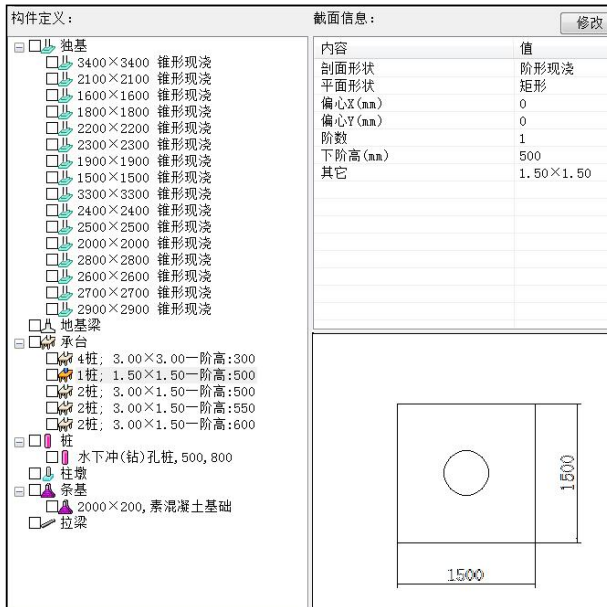 构件定义:
独基
3400×3400 锥形现浇
2100×2100 锥形现浇
1600×1600 锥形现浇
1800×1800 锥形现浇
2200×2200 锥形现浇
2300×2300 锥形现浇
1900×1900 锥形现浇
1500×1500 锥形现浇
3300×3300 锥形现浇
2400×2400 锥形现浇
2500×2500 锥形现浇
2000×2000 锥形现浇
2800×2800 锥形现浇
2600×2600 锥形现浇
2700×2700 锥形现浇
2900×2900 锥形现浇
地基梁
承台
4桩; 3.00×3.00一阶高:300
1桩; 1.50×1.50一阶高:500
2桩; 3.00×1.50一阶高:500
2桩; 3.00×1.50一阶高:550
2桩; 3.00×1.50一阶高:600
桩
水下冲(钻)孔桩,500,800
柱墩
条基
2000×200,素混凝土基础
拉梁
截面信息:
修改
内容 值
剖面形状 阶形现浇
平面形状 矩形
偏心X(mm) 0
偏心Y(mm) 0
阶数 1
下阶高(mm) 500
其它 1.50×1.50
1500
1500